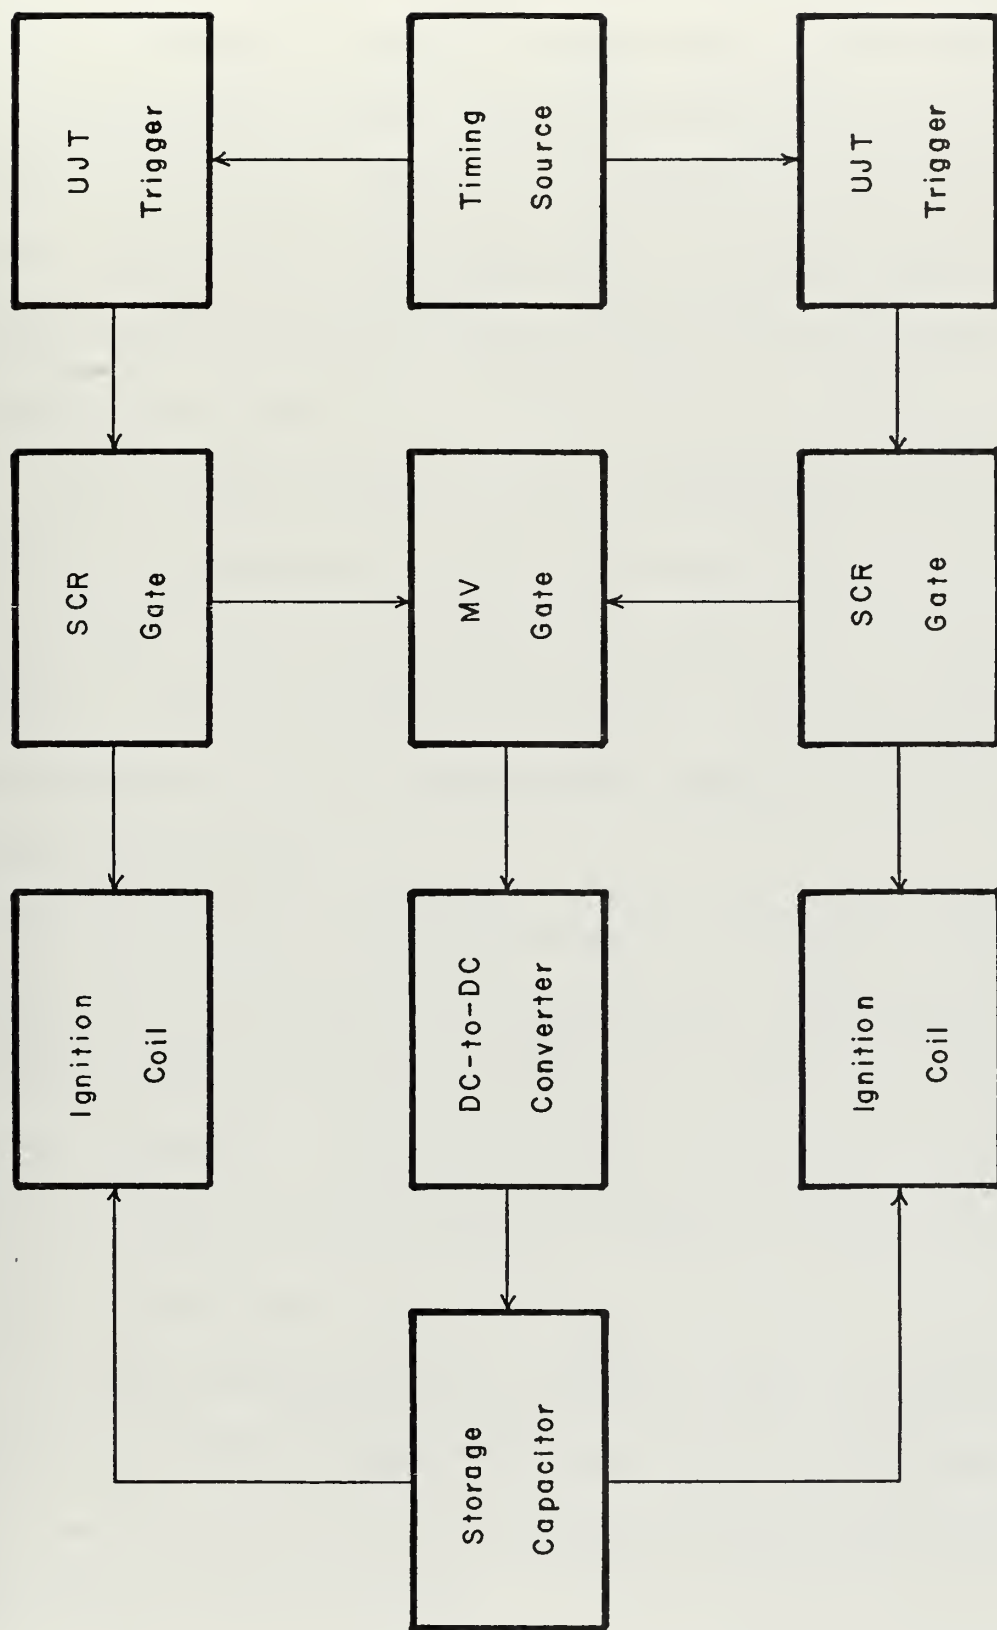 Ignition
Coil
SCR
Gate
UJT
Trigger
Storage
Capacitor
DC-to-DC
Converter
MV
Gate
Timing
Source
Ignition
Coil
SCR
Gate
UJT
Trigger